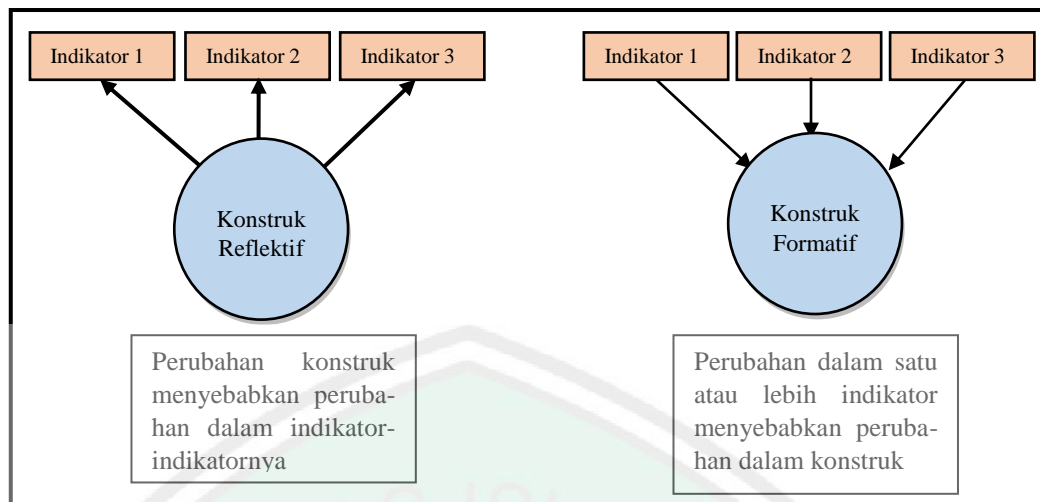 Indikator 1
Indikator 2
Indikator 3
Konstruk
Reflektif
Perubahan konstruk
menyebabkan peruba-
han dalam indikator-
indikatornya
Indikator 1
Indikator 2
Indikator 3
Konstruk
Formatif
Perubahan dalam satu
atau lebih indikator
menyebabkan peruba-
han dalam konstruk